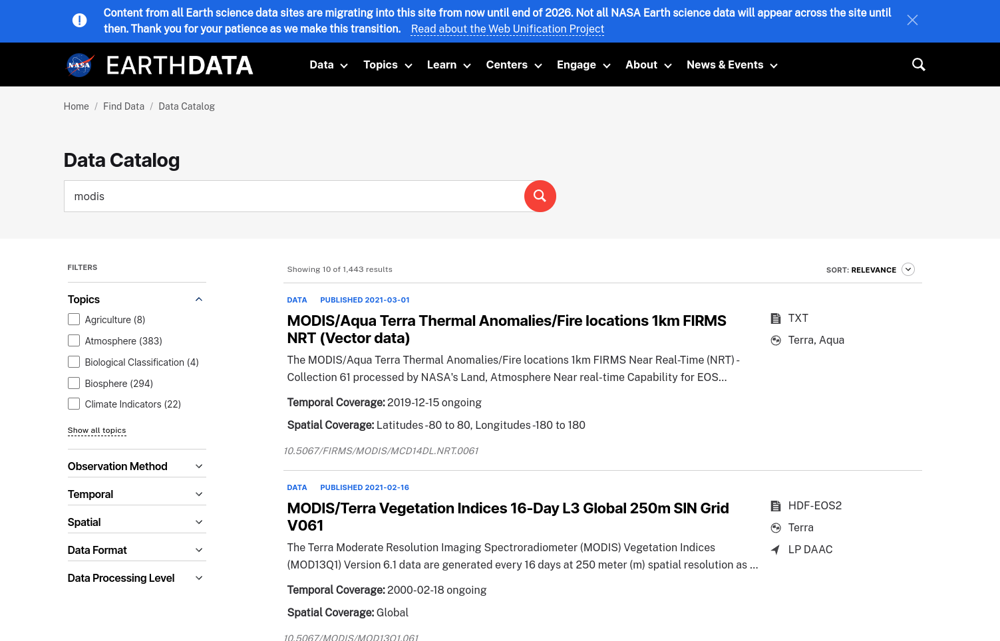 Content from all Earth science data sites are migrating into this site from now until end of 2026. Not all NASA Earth science data will appear across the site until
then. Thank you for your patience as we make this transition. Read about the Web Unification Project
NASA EARTHDATA Data Topics Learn Centers Engage About News & Events
Home / Find Data / Data Catalog
Data Catalog
modis
FILTERS
Topics
Agriculture (8)
Atmosphere (383)
Biological Classification (4)
Biosphere (294)
Climate Indicators (22)
Show all topics
Observation Method
Temporal
Spatial
Data Format
Data Processing Level
Showing 10 of 1,443 results
SORT: RELEVANCE
DATA PUBLISHED 2021-03-01
MODIS/Aqua Terra Thermal Anomalies/Fire locations 1km FIRMS
NRT (Vector data)
The MODIS/Aqua Terra Thermal Anomalies/Fire locations 1km FIRMS Near Real-Time (NRT) -
Collection 61 processed by NASA's Land, Atmosphere Near real-time Capability for EOS...
Temporal Coverage: 2019-12-15 ongoing
Spatial Coverage: Latitudes -80 to 80, Longitudes -180 to 180
10.5067/FIRMS/MODIS/MCD14DL.NRT.0061
TXT
Terra, Aqua
DATA PUBLISHED 2021-02-16
MODIS/Terra Vegetation Indices 16-Day L3 Global 250m SIN Grid
V061
The Terra Moderate Resolution Imaging Spectroradiometer (MODIS) Vegetation Indices
(MOD13Q1) Version 6.1 data are generated every 16 days at 250 meter (m) spatial resolution as ...
Temporal Coverage: 2000-02-18 ongoing
Spatial Coverage: Global
10.5067/MODIS/MOD13Q1.061
HDF-EOS2
Terra
LP DAAC